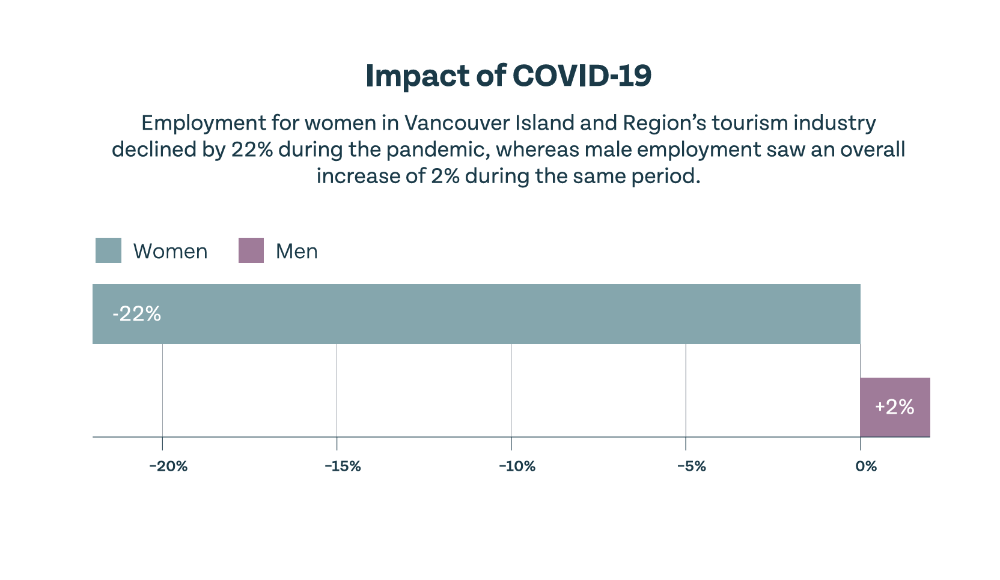 Impact of COVID-19
Employment for women in Vancouver Island and Region’s tourism industry
declined by 22% during the pandemic, whereas male employment saw an overall
increase of 2% during the same period.
Women Men
-22%
+2%
-20% -15% -10% -5% 0%